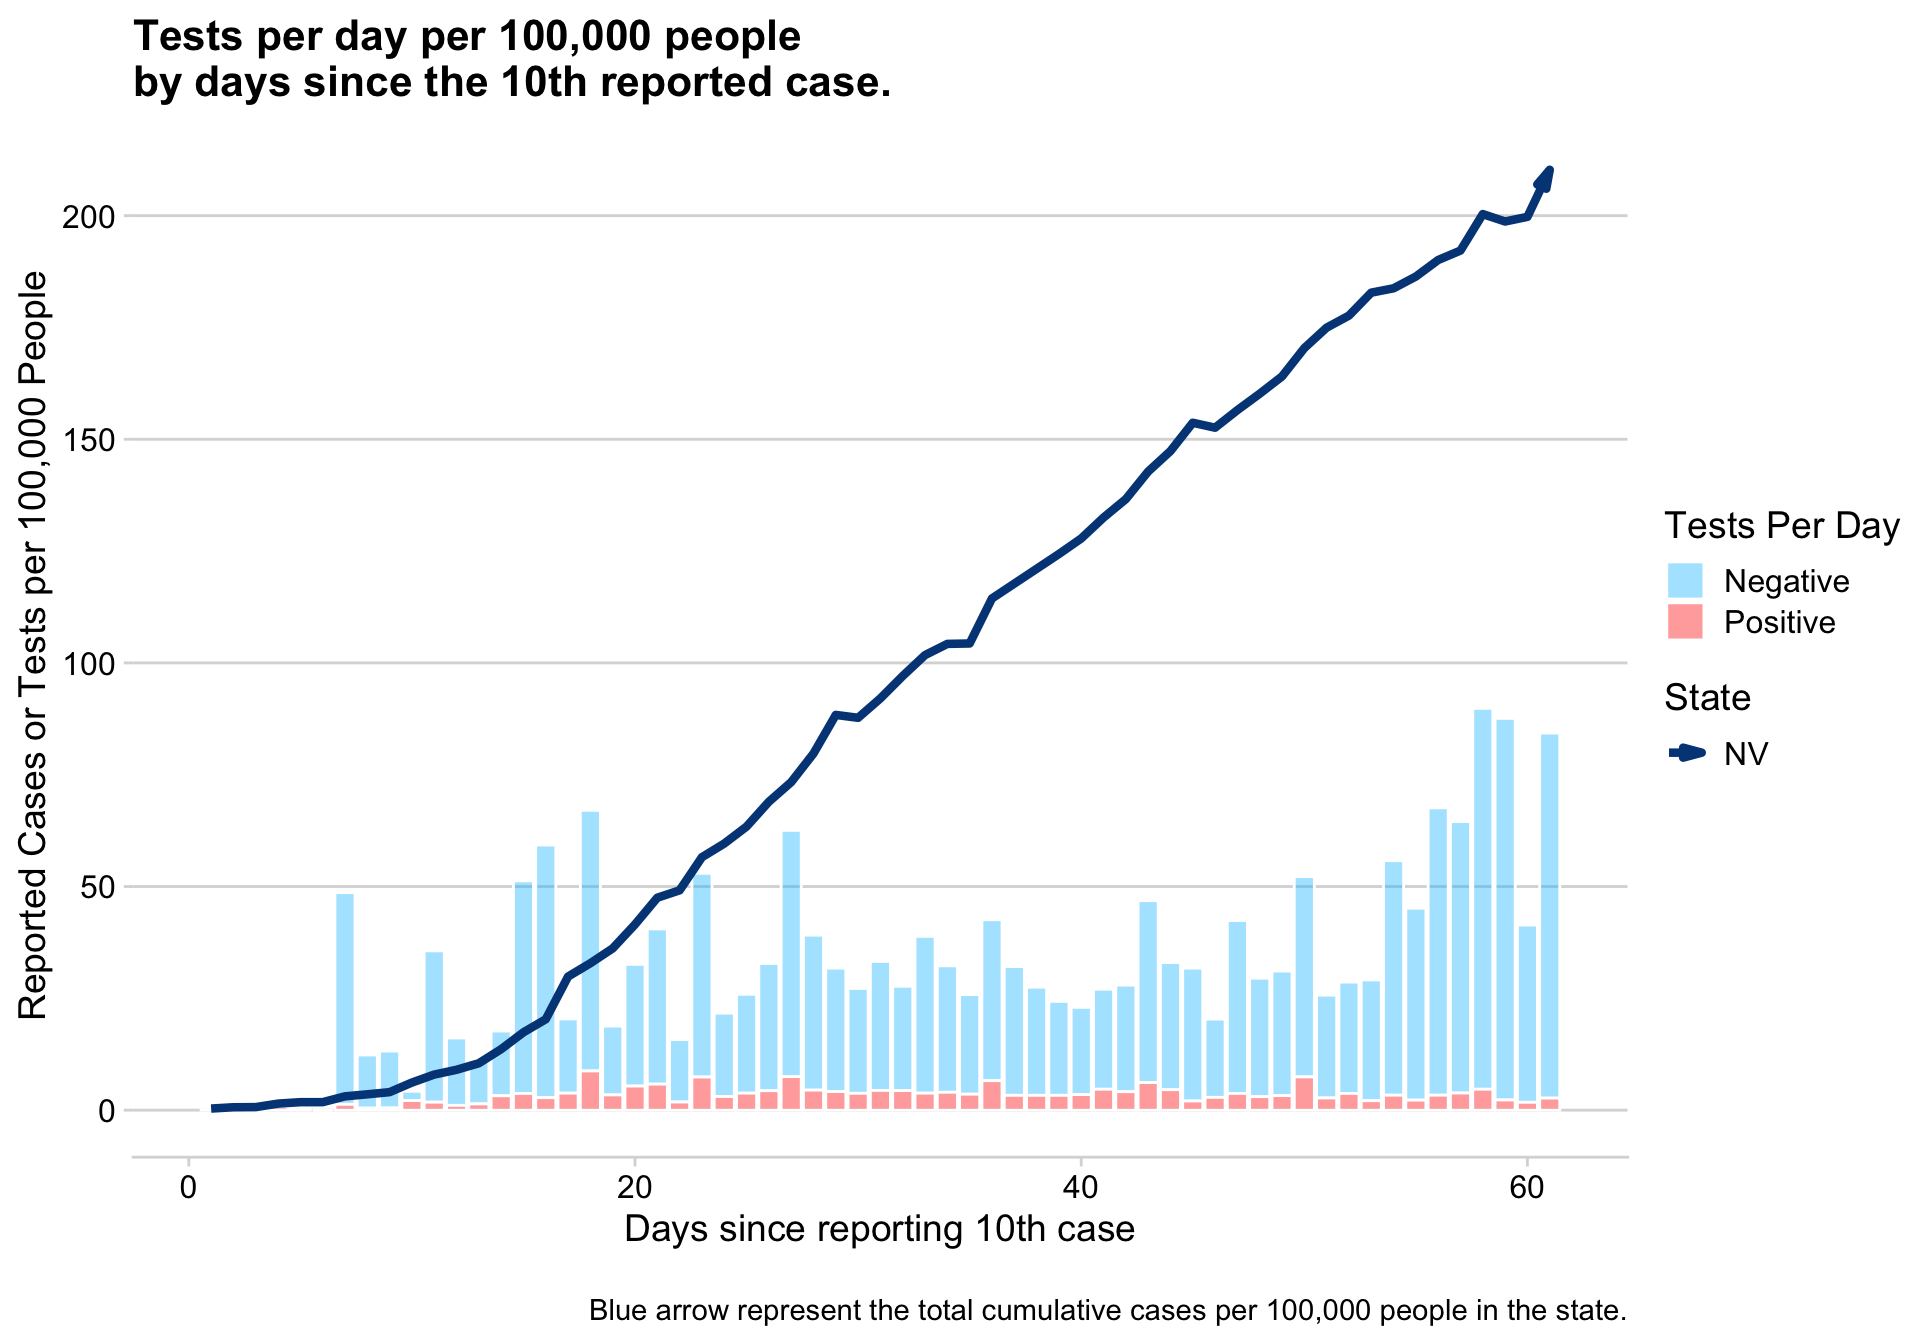 Tests per day per 100,000 people
by days since the 10th reported case.
Reported Cases or Tests per 100,000 People
200
150
100
50
0
0
20
40
60
Days since reporting 10th case
Tests Per Day
Negative
Positive
State
NV
Blue arrow represent the total cumulative cases per 100,000 people in the state.